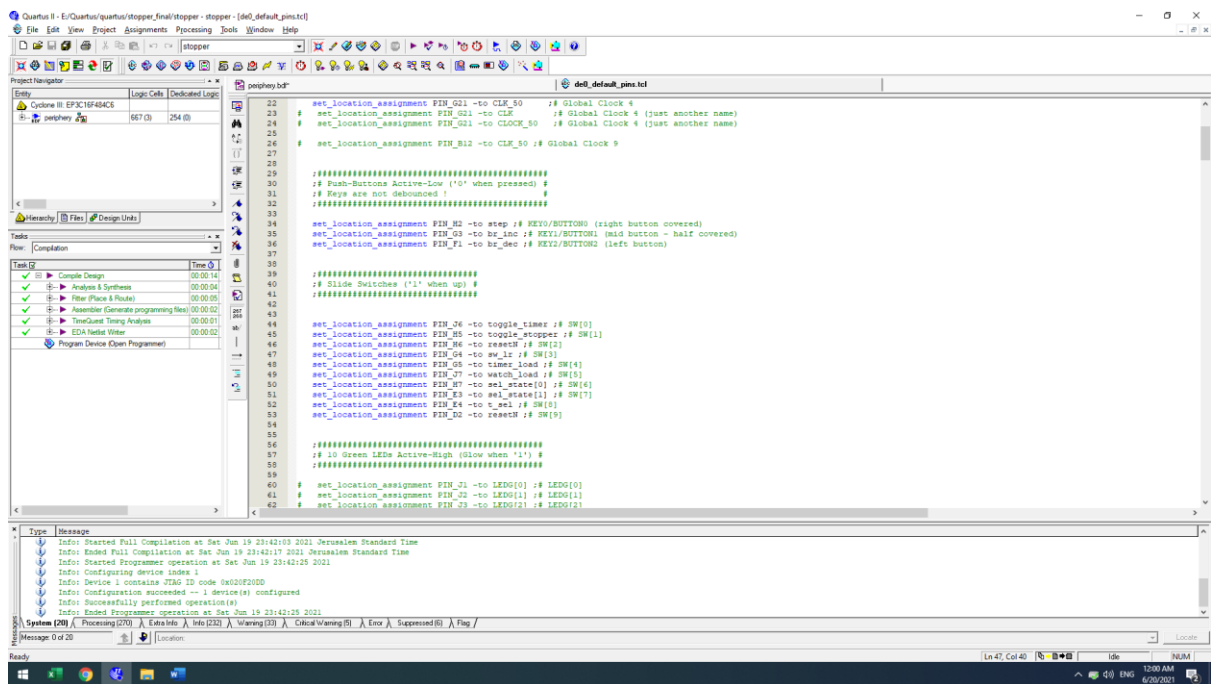 Quartus II - E:/Quartus/quartus/stopper_final/stopper - stopper - [de0_default_pins.tcl]
File Edit View Project Assignments Processing Tools Window Help
stopper
Project Navigator
Entity Logic Cells Dedicated Logic
Cyclone III: EP3C16F484C6
periphery 667 (3) 254 (0)
Hierarchy Files Design Units
Tasks
Flow: Compilation
Task Time
Compile Design 00:00:14
Analysis & Synthesis 00:00:04
Fitter (Place & Route) 00:00:05
Assembler (Generate programming files) 00:00:02
TimeQuest Timing Analysis 00:00:01
EDA Netlist Writer 00:00:02
Program Device (Open Programmer)
periphery.bdf* de0_default_pins.tcl
22 set_location_assignment PIN_G21 -to CLK_50 ;# Global Clock 4
23 # set_location_assignment PIN_G21 -to CLK ;# Global Clock 4 (just another name)
24 # set_location_assignment PIN_G21 -to CLOCK_50 ;# Global Clock 4 (just another name)
25
26 # set_location_assignment PIN_B12 -to CLK_50 ;# Global Clock 9
27
28
29 ;##############################################
30 ;# Push-Buttons Active-Low ('0' when pressed) #
31 ;# Keys are not debounced ! #
32 ;##############################################
33
34 set_location_assignment PIN_H2 -to step ;# KEY0/BUTTON0 (right button covered)
35 set_location_assignment PIN_G3 -to br_inc ;# KEY1/BUTTON1 (mid button - half covered)
36 set_location_assignment PIN_F1 -to br_dec ;# KEY2/BUTTON2 (left button)
37
38
39 ;################################
40 ;# Slide Switches ('1' when up) #
41 ;################################
42
43
44 set_location_assignment PIN_J6 -to toggle_timer ;# SW[0]
45 set_location_assignment PIN_H5 -to toggle_stopper ;# SW[1]
46 set_location_assignment PIN_H6 -to resetN ;# SW[2]
47 set_location_assignment PIN_G4 -to sw_lr ;# SW[3]
48 set_location_assignment PIN_G5 -to timer_load ;# SW[4]
49 set_location_assignment PIN_J7 -to watch_load ;# SW[5]
50 set_location_assignment PIN_H7 -to sel_state[0] ;# SW[6]
51 set_location_assignment PIN_E3 -to sel_state[1] ;# SW[7]
52 set_location_assignment PIN_E4 -to t_sel ;# SW[8]
53 set_location_assignment PIN_D2 -to resetN ;# SW[9]
54
55
56 ;#############################################
57 ;# 10 Green LEDs Active-High (Glow when '1') #
58 ;#############################################
59
60 # set_location_assignment PIN_J1 -to LEDG[0] ;# LEDG[0]
61 # set_location_assignment PIN_J2 -to LEDG[1] ;# LEDG[1]
62 # set_location_assignment PIN_J3 -to LEDG[2] ;# LEDG[2]
Type Message
Info: Started Full Compilation at Sat Jun 19 23:42:03 2021 Jerusalem Standard Time
Info: Ended Full Compilation at Sat Jun 19 23:42:17 2021 Jerusalem Standard Time
Info: Started Programmer operation at Sat Jun 19 23:42:25 2021
Info: Configuring device index 1
Info: Device 1 contains JTAG ID code 0x020F20DD
Info: Configuration succeeded -- 1 device(s) configured
Info: Successfully performed operation(s)
Info: Ended Programmer operation at Sat Jun 19 23:42:25 2021
System (20) Processing (270) Extra Info Info (232) Warning (33) Critical Warning (5) Error Suppressed (6) Flag
Messages
Message: 0 of 20 Location: Locate
Ready Ln 47, Col 40 Idle NUM
ENG 12:00 AM
6/20/2021